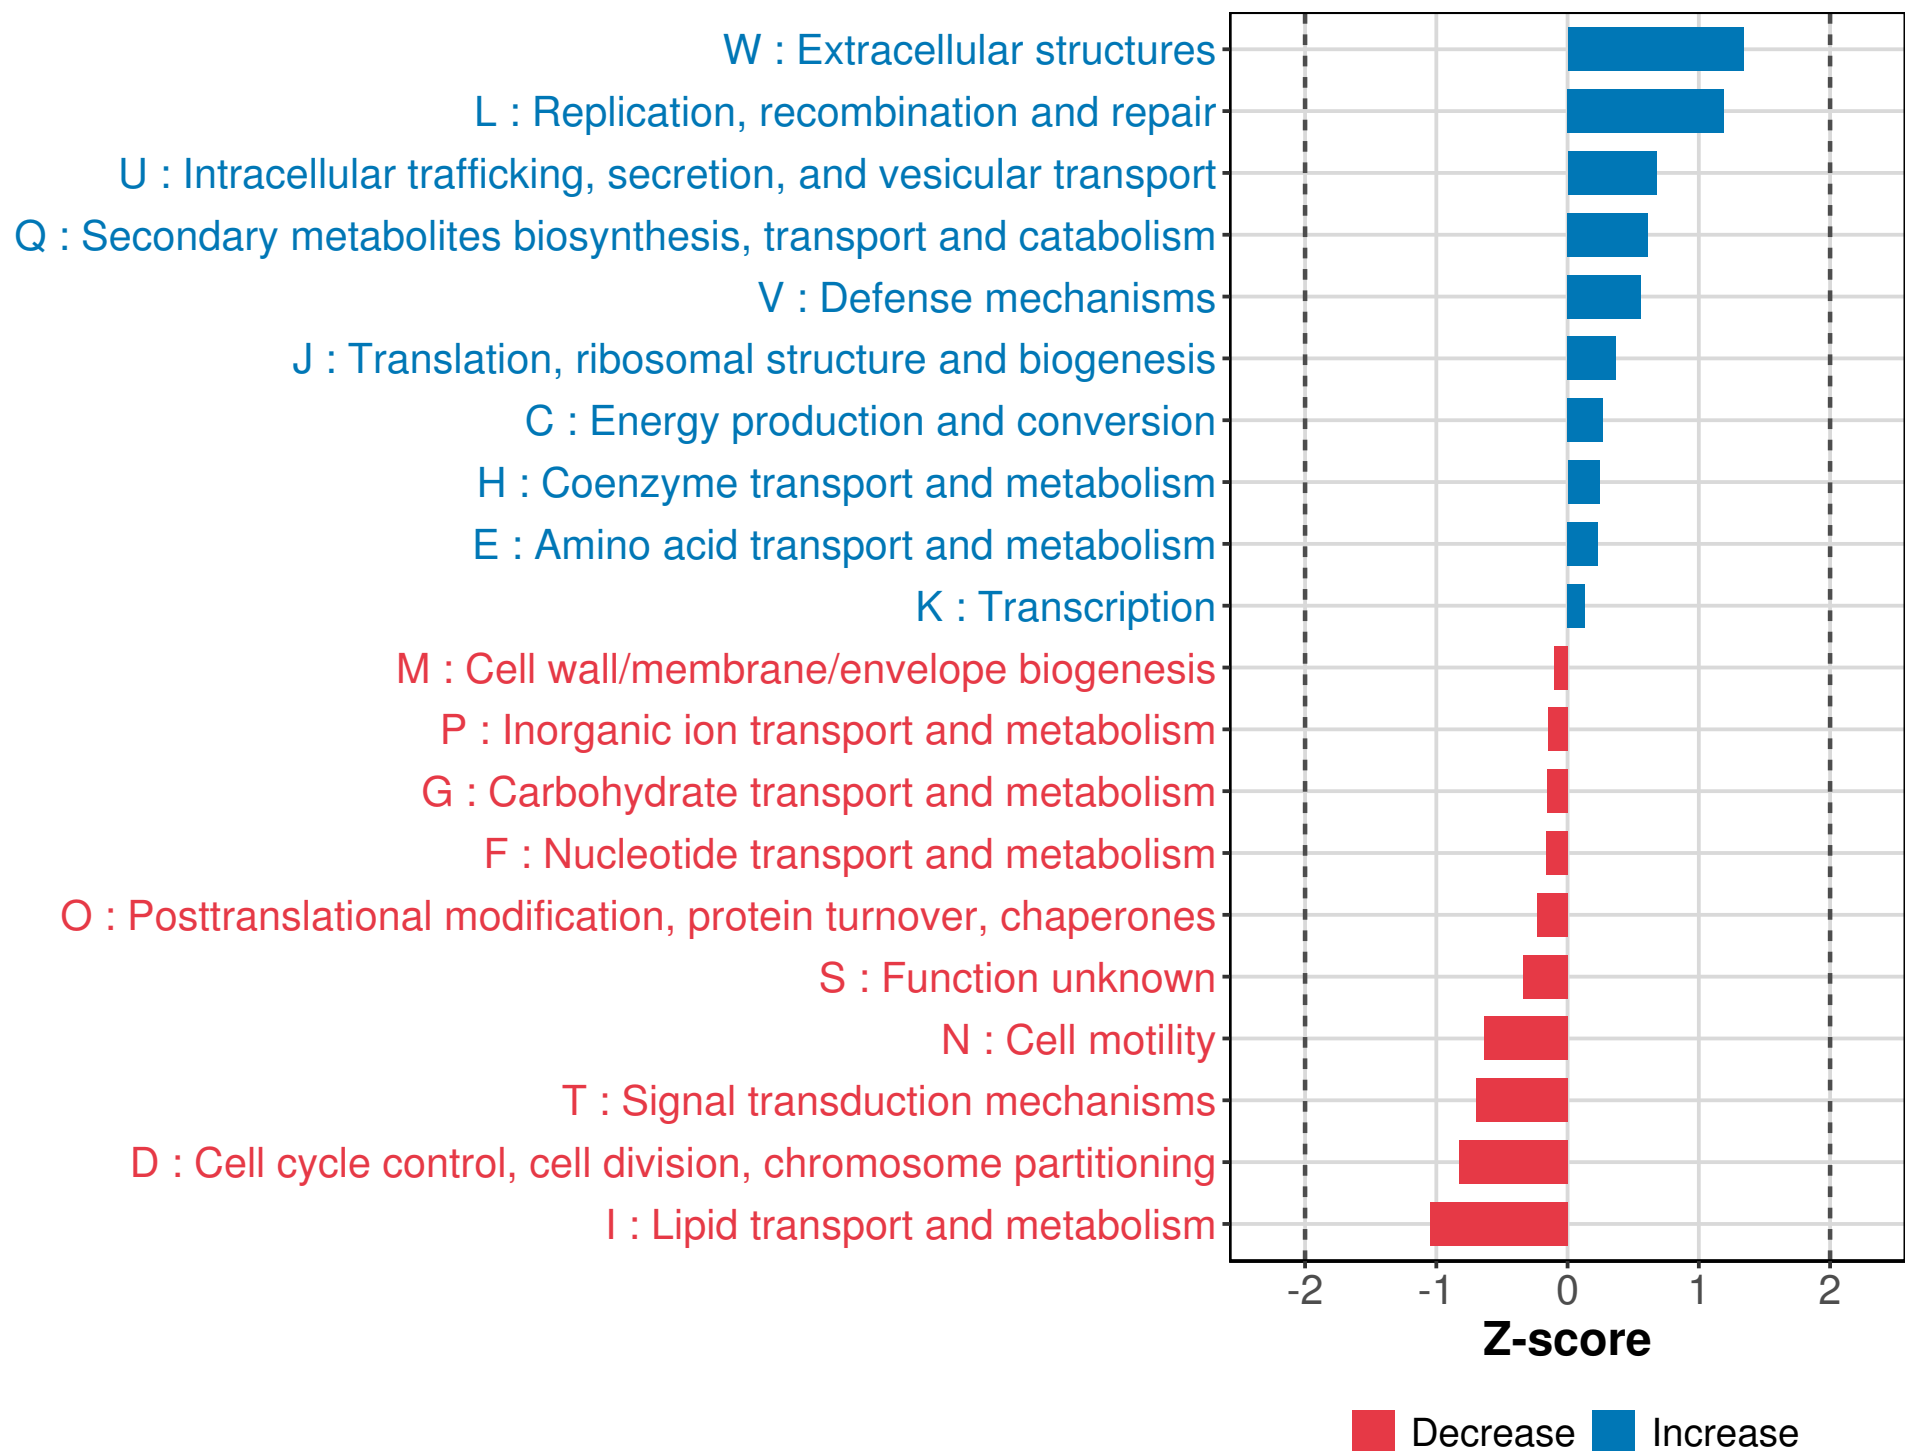 W : Extracellular structures
L : Replication, recombination and repair
U : Intracellular trafficking, secretion, and vesicular transport
Q : Secondary metabolites biosynthesis, transport and catabolism
V : Defense mechanisms
J : Translation, ribosomal structure and biogenesis
C : Energy production and conversion
H : Coenzyme transport and metabolism
E : Amino acid transport and metabolism
K : Transcription
M : Cell wall/membrane/envelope biogenesis
P : Inorganic ion transport and metabolism
G : Carbohydrate transport and metabolism
F : Nucleotide transport and metabolism
O : Posttranslational modification, protein turnover, chaperones
S : Function unknown
N : Cell motility
T : Signal transduction mechanisms
D : Cell cycle control, cell division, chromosome partitioning
I : Lipid transport and metabolism
-2 -1 0 1 2
Z-score
Decrease Increase